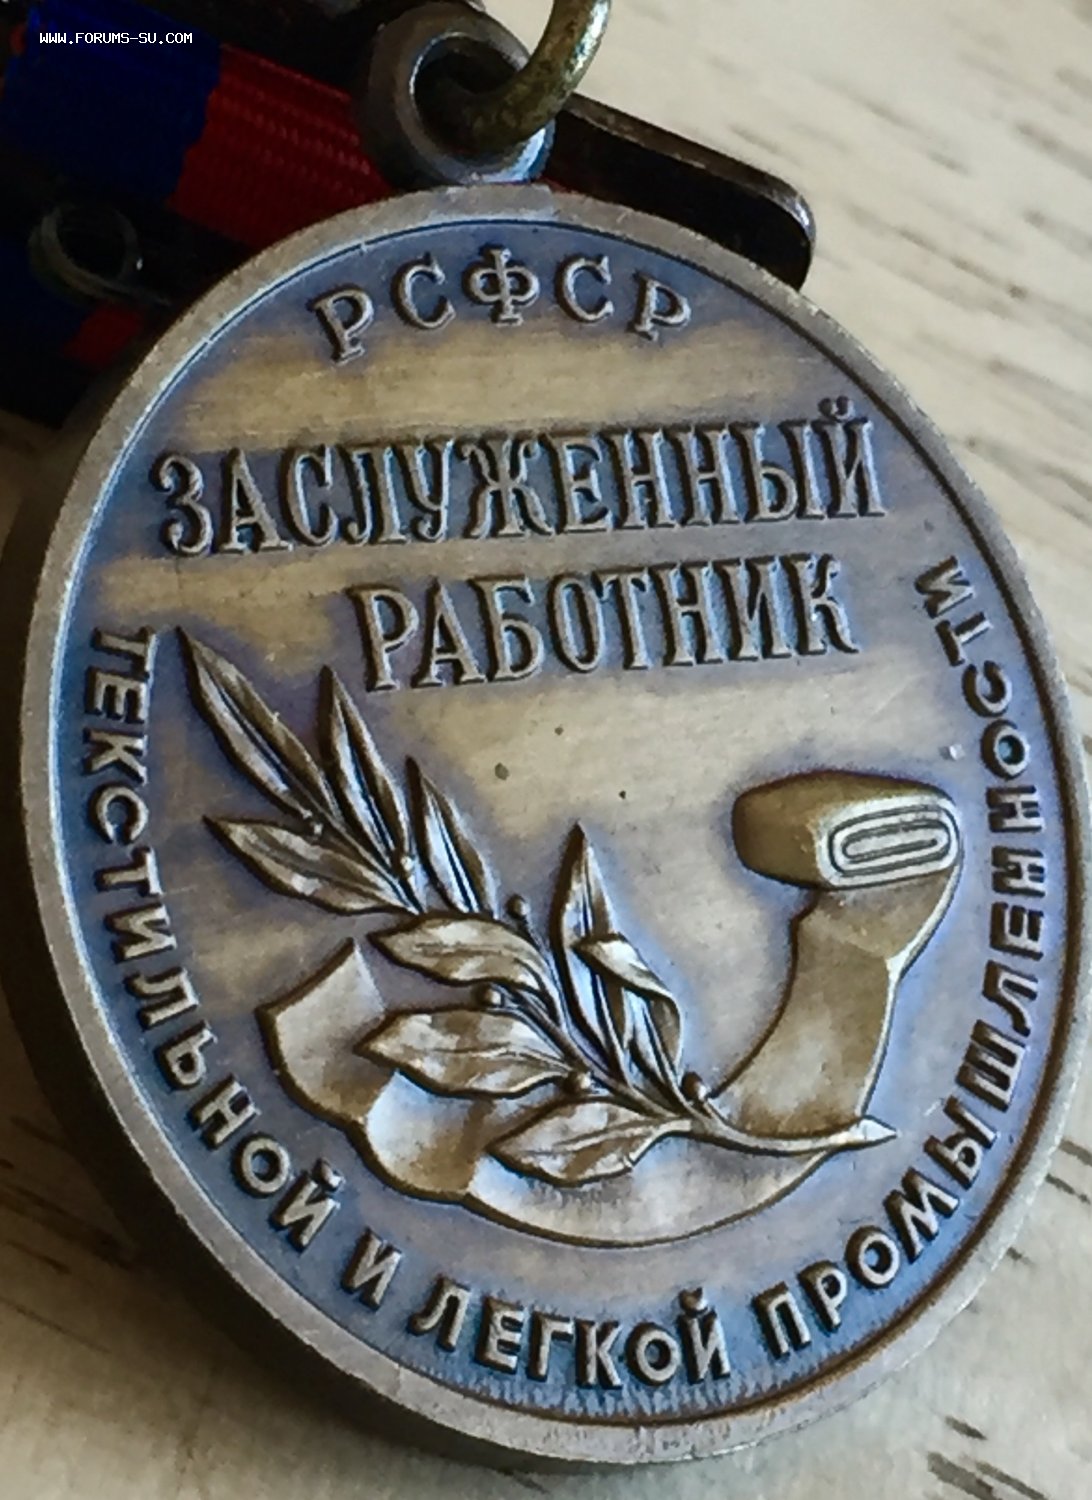 WWW.FORUMS-SU.COM
РСФСР
ЗАСЛУЖЕННЫЙ
РАБОТНИК
ТЕКСТИЛЬНОЙ И ЛЕГКОЙ ПРОМЫШЛЕННОСТИ